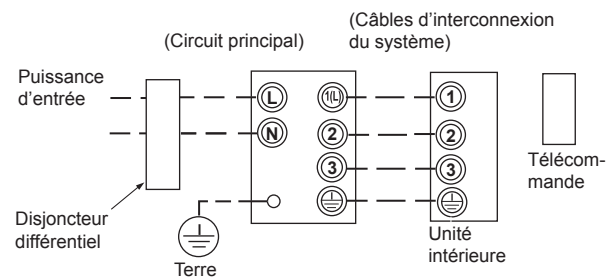 (Câbles d'interconnexion
du système)
(Circuit principal)
Puissance
d'entrée
L
1(L)
1
N
2
2
3
3
Télécom-
mande
Disjoncteur
différentiel
Terre
Unité
intérieure